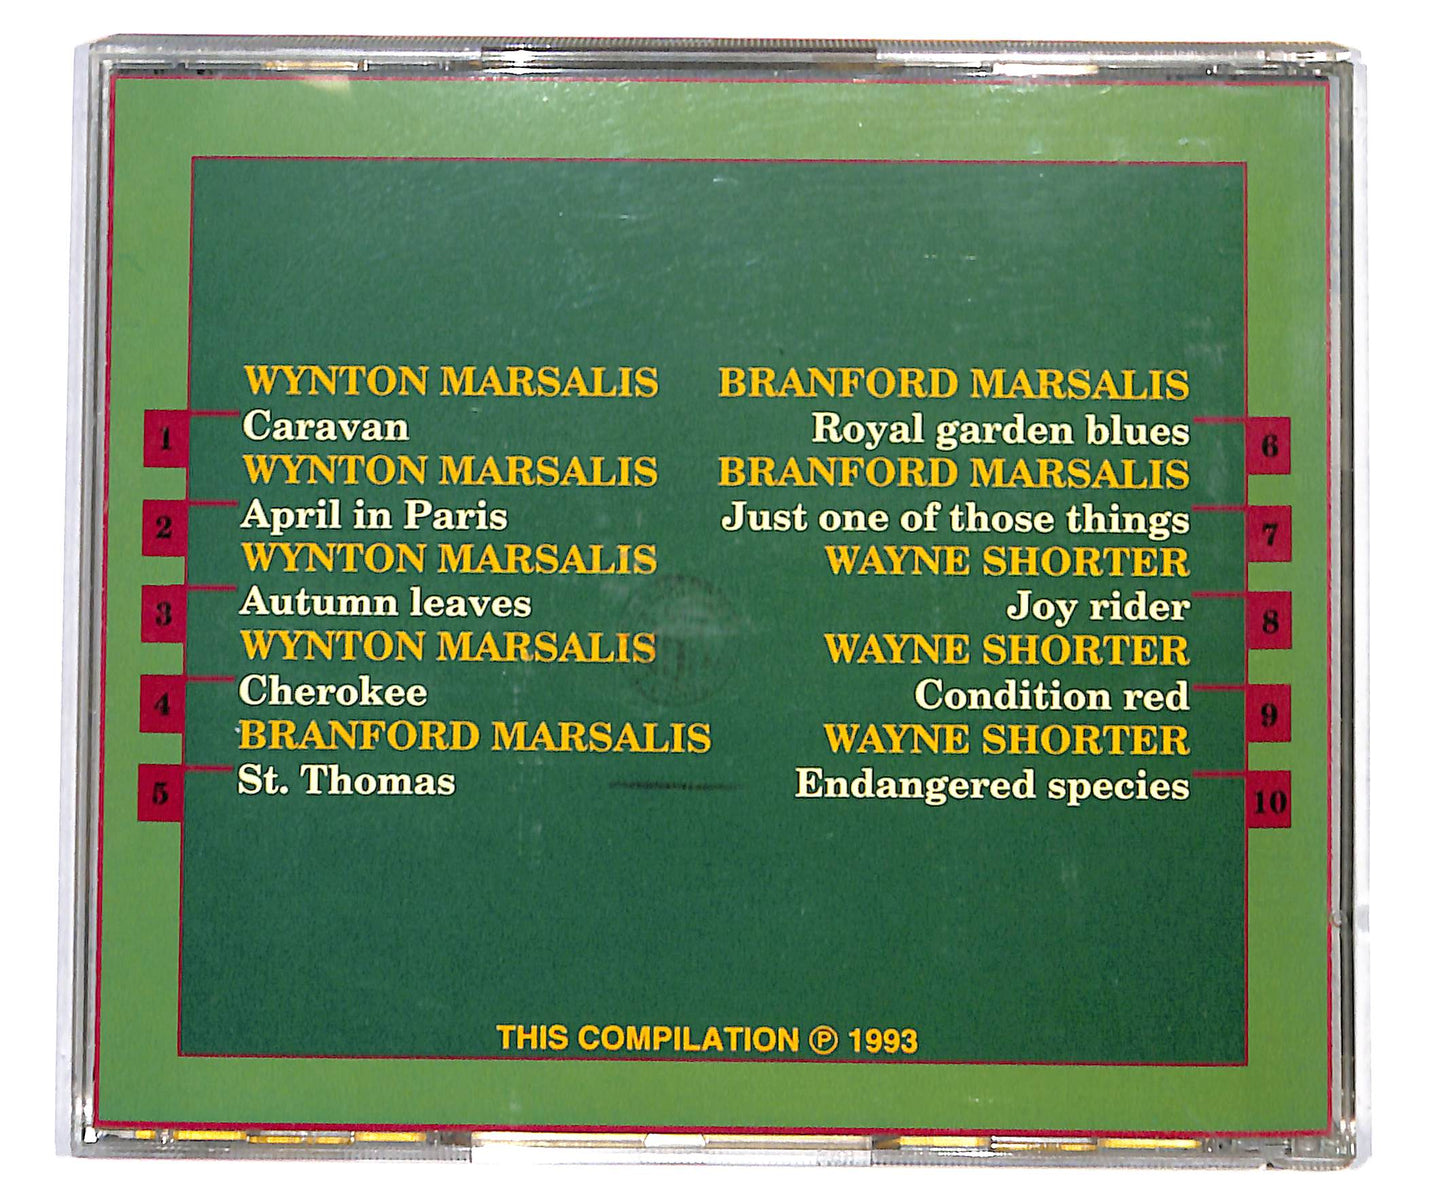 WYNTON MARSALIS
1 Caravan
WYNTON MARSALIS
2 April in Paris
WYNTON MARSALIS
3 Autumn leaves
WYNTON MARSALIS
4 Cherokee
BRANFORD MARSALIS
5 St. Thomas
BRANFORD MARSALIS
Royal garden blues 6
BRANFORD MARSALIS
Just one of those things 7
WAYNE SHORTER
Joy rider 8
WAYNE SHORTER
Condition red 9
WAYNE SHORTER
Endangered species 10
THIS COMPILATION ℗ 1993